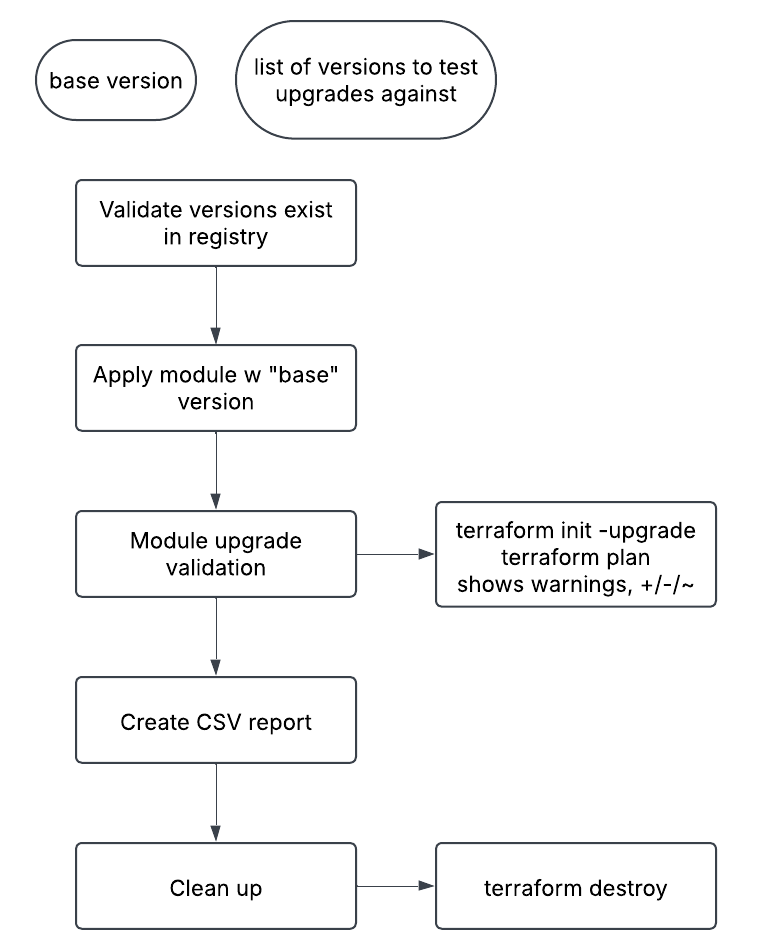 base version
list of versions to test
upgrades against
Validate versions exist
in registry
Apply module w "base"
version
Module upgrade
validation
terraform init -upgrade
terraform plan
shows warnings, +/-/~
Create CSV report
Clean up
terraform destroy